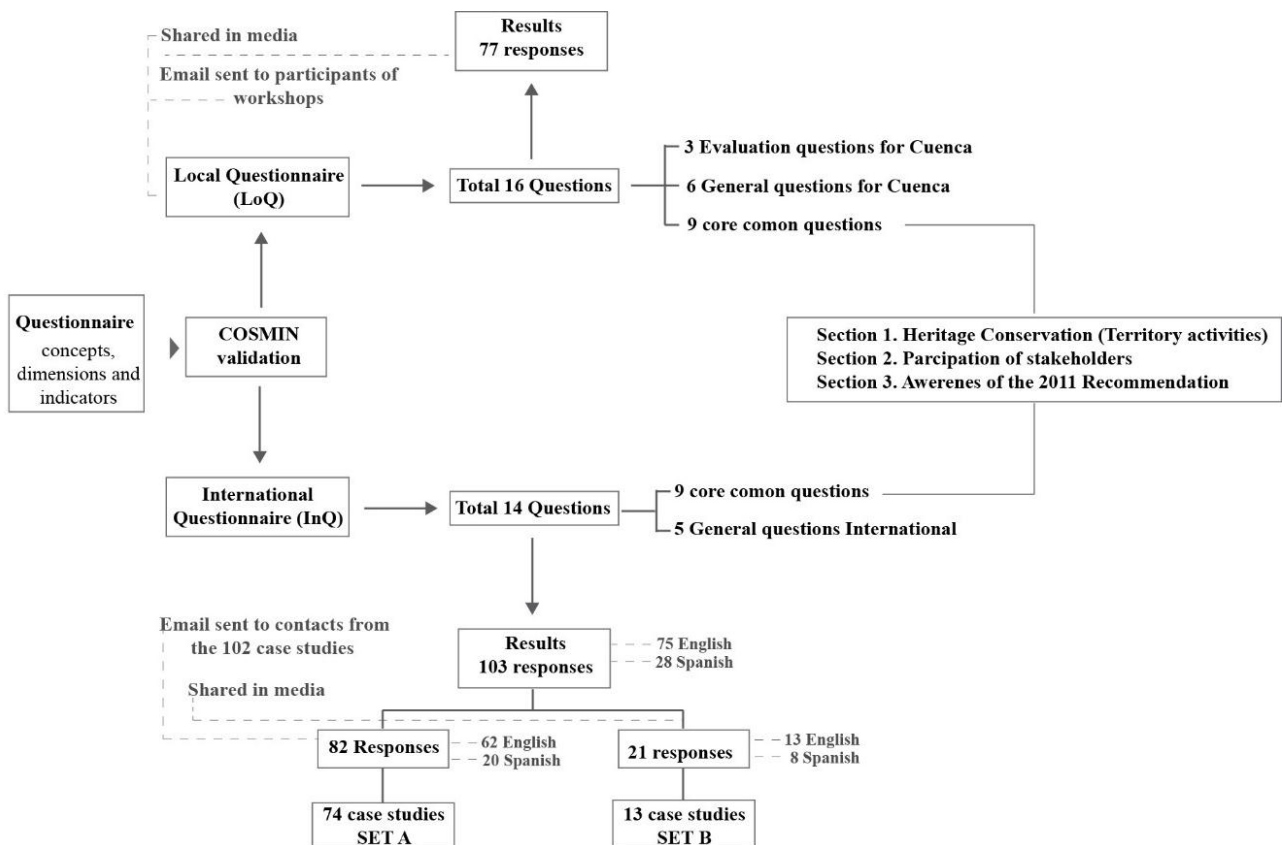 Shared in media
Email sent to participants of
workshops
Results
77 responses
Local Questionnaire
(LoQ)
Total 16 Questions
3 Evaluation questions for Cuenca
6 General questions for Cuenca
9 core comon questions
Questionnaire
concepts,
dimensions and
indicators
COSMIN
validation
Section 1. Heritage Conservation (Territory activities)
Section 2. Parcipation of stakeholders
Section 3. Awerenes of the 2011 Recommendation
International
Questionnaire (InQ)
Total 14 Questions
9 core comon questions
5 General questions International
Email sent to contacts from
the 102 case studies
Shared in media
Results
103 responses
75 English
28 Spanish
82 Responses
62 English
20 Spanish
21 responses
13 English
8 Spanish
74 case studies
SET A
13 case studies
SET B